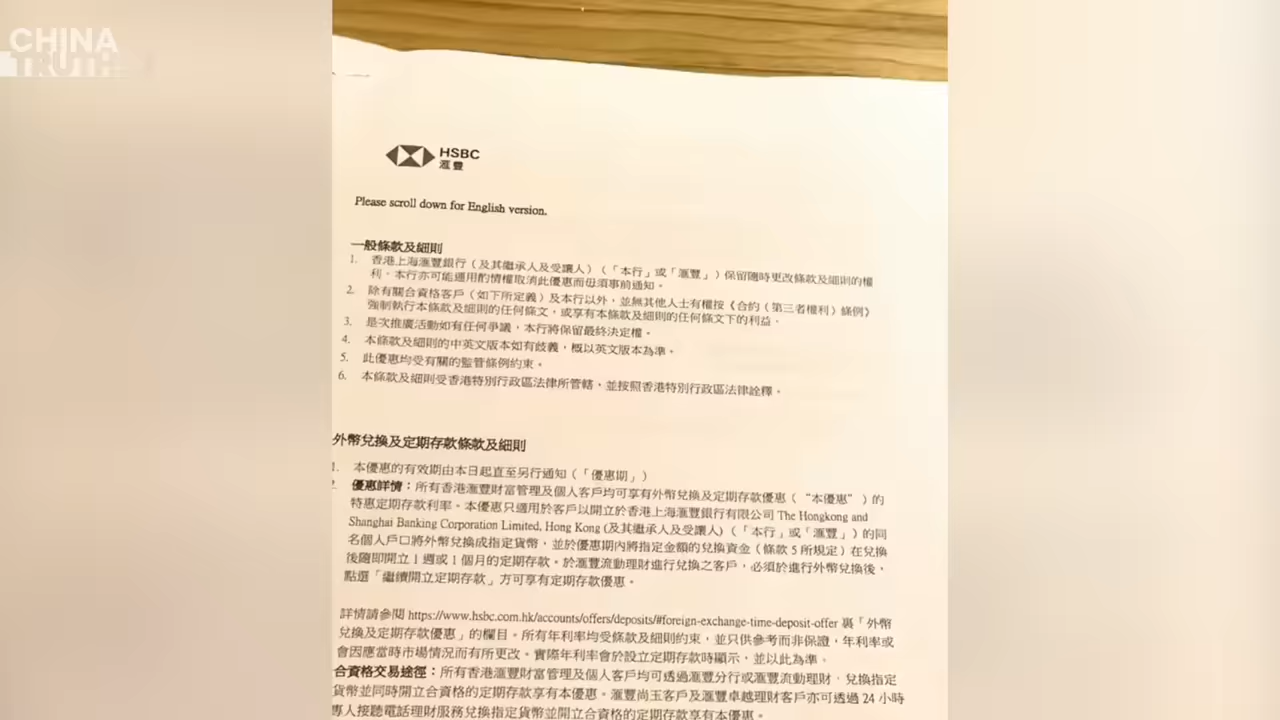 CHINA
TRUTH
HSBC
滙豐
Please scroll down for English version.
一般條款及細則
1. 香港上海滙豐銀行（及其繼承人及受讓人）（「本行」或「滙豐」）保留隨時更改條款及細則的權
利。本行亦可能運用酌情權取消此優惠而毋須事前通知。
2. 除有關合資格客戶（如下所定義）及本行以外，並無其他人士有權按《合約（第三者權利）條例》
強制執行本條款及細則的任何條文，或享有本條款及細則的任何條文下的利益。
3. 是次推廣活動如有任何爭議，本行將保留最終決定權。
4. 本條款及細則的中英文版本如有歧義，概以英文版本為準。
5. 此優惠均受有關的監管條例約束。
6. 本條款及細則受香港特別行政區法律所管轄，並按照香港特別行政區法律詮釋。
外幣兌換及定期存款條款及細則
1. 本優惠的有效期由本日起直至另行通知（「優惠期」）
2. 優惠詳情：所有香港滙豐財富管理及個人客戶均可享有外幣兌換及定期存款優惠（“本優惠”）的
特惠定期存款利率。本優惠只適用於客戶以開立於香港上海滙豐銀行有限公司 The Hongkong and
Shanghai Banking Corporation Limited, Hong Kong (及其繼承人及受讓人)（「本行」或「滙豐」）的同
名個人戶口將外幣兌換成指定貨幣，並於優惠期內將指定金額的兌換資金（條款 5 所規定）在兌換
後隨即開立 1 週或 1 個月的定期存款。於滙豐流動理財進行兌換之客戶，必須於進行外幣兌換後，
點選「繼續開立定期存款」方可享有定期存款優惠。
詳情請參閱 https://www.hsbc.com.hk/accounts/offers/deposits/#foreign-exchange-time-deposit-offer 裏「外幣
兌換及定期存款優惠」的欄目。所有年利率均受條款及細則約束，並只供參考而非保證，年利率或
會因應當時市場情況而有所更改。實際年利率會於設立定期存款時顯示，並以此為準。
合資格交易途徑：所有香港滙豐財富管理及個人客戶均可透過滙豐分行或滙豐流動理財，兌換指定
貨幣並同時開立合資格的定期存款享有本優惠。滙豐尚玉客戶及滙豐卓越理財客戶亦可透過 24 小時
專人接聽電話理財服務兌換指定貨幣並開立合資格的定期存款享有本優惠。